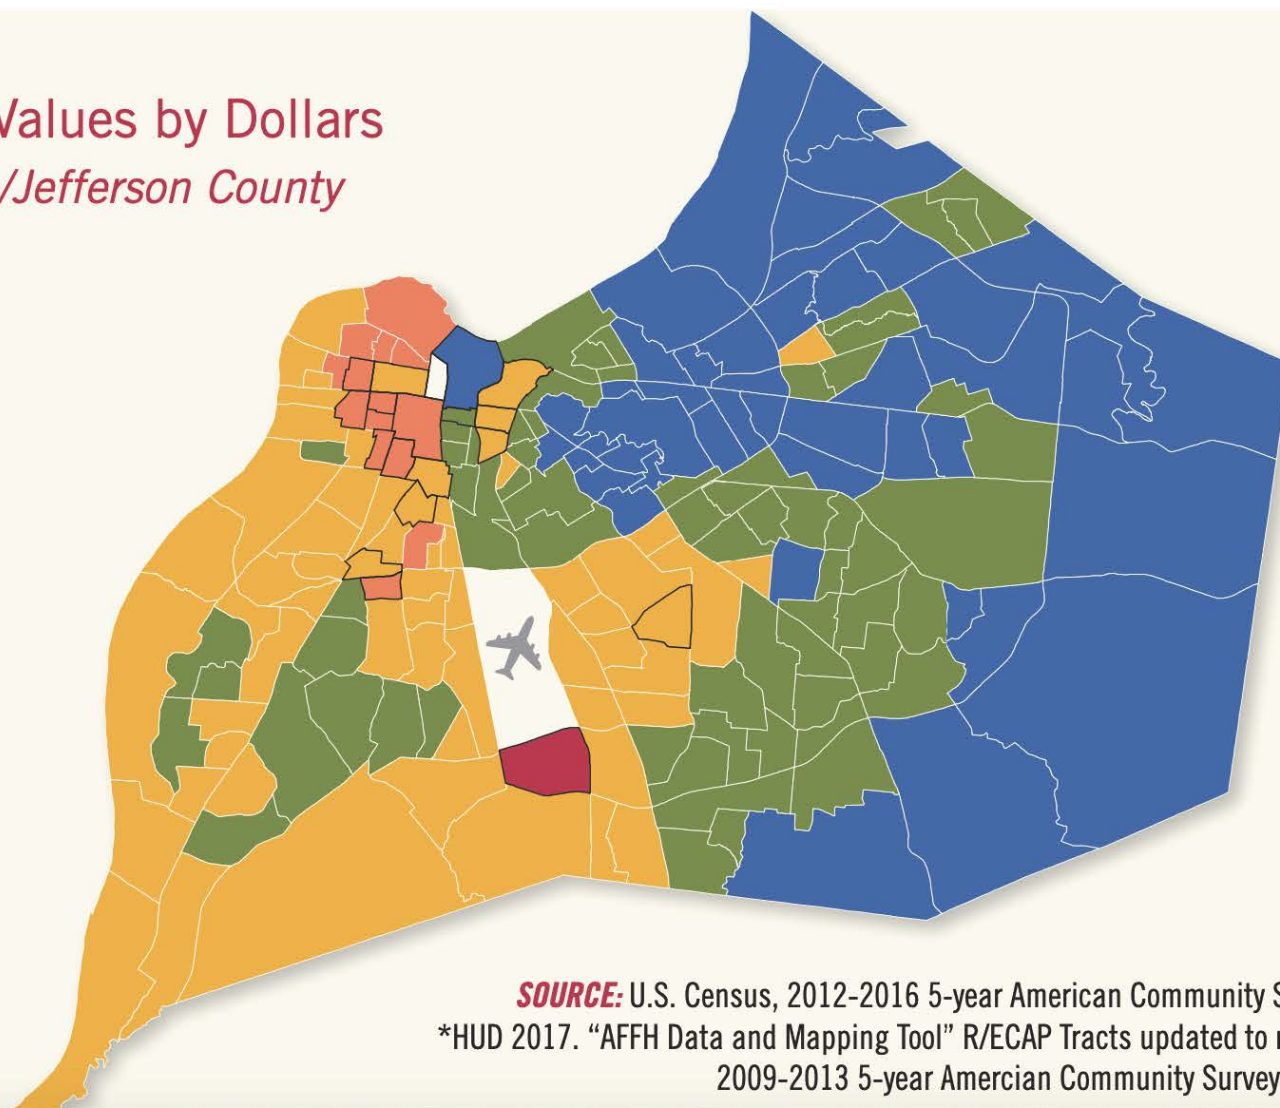 Values by Dollars
/Jefferson County
SOURCE: U.S. Census, 2012-2016 5-year American Community S
*HUD 2017. “AFFH Data and Mapping Tool” R/ECAP Tracts updated to
2009-2013 5-year Amercian Community Survey